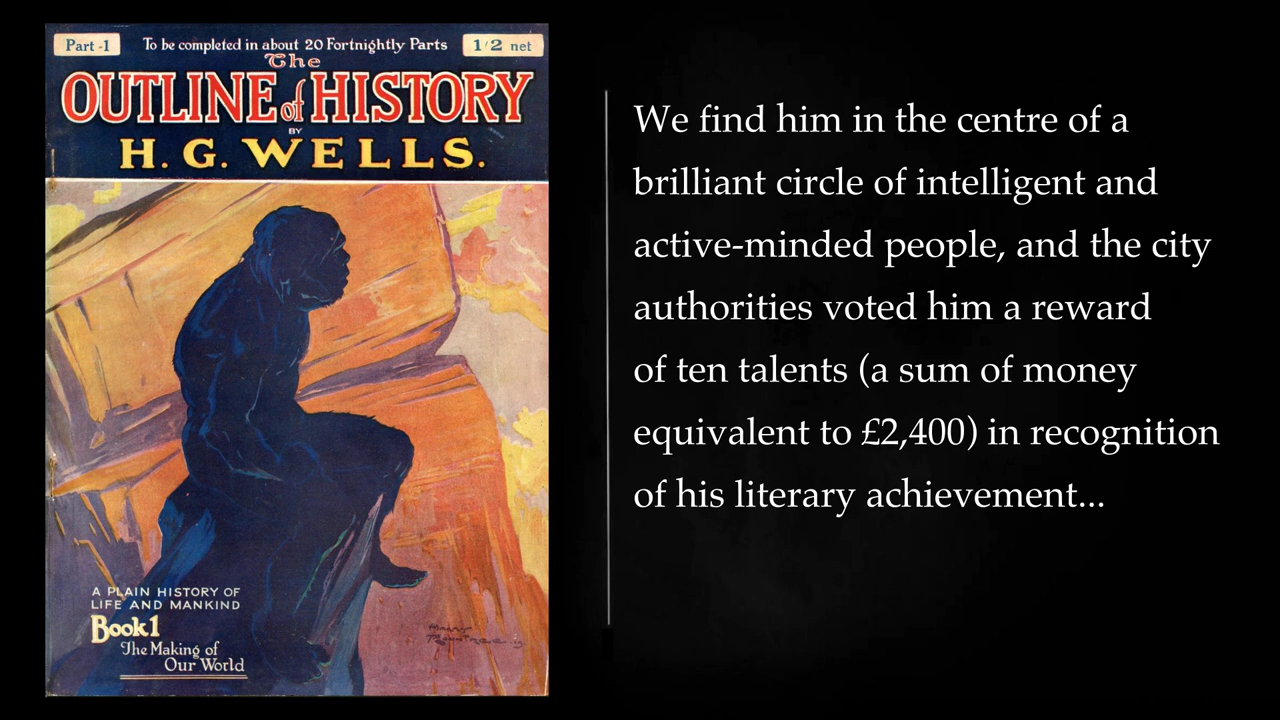 Part -1
To be completed in about 20 Fortnightly Parts
1/2 net
The
OUTLINE of HISTORY
BY
H. G. WELLS.
A PLAIN HISTORY OF
LIFE AND MANKIND
Book 1
The Making of
Our World
We find him in the centre of a
brilliant circle of intelligent and
active-minded people, and the city
authorities voted him a reward
of ten talents (a sum of money
equivalent to £2,400) in recognition
of his literary achievement...